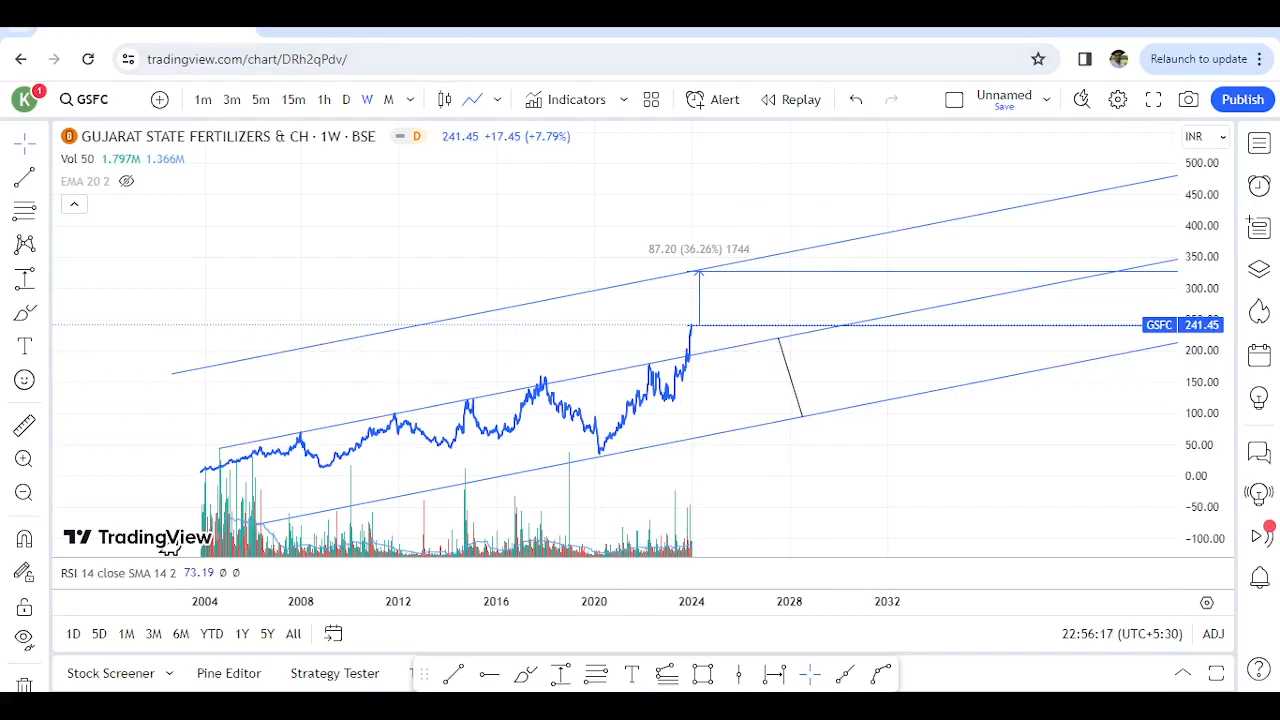 tradingview.com/chart/DRh2qPdv/
Relaunch to update
K 1
GSFC
1m 3m 5m 15m 1h D W M
Indicators
Alert
Replay
Unnamed
Save
Publish
GUJARAT STATE FERTILIZERS & CH · 1W · BSE
D
241.45 +17.45 (+7.79%)
INR
Vol 50 1.797M 1.366M
EMA 20 2
500.00
450.00
400.00
350.00
300.00
GSFC 241.45
200.00
150.00
100.00
50.00
0.00
−50.00
−100.00
87.20 (36.26%) 1744
TradingView
RSI 14 close SMA 14 2 73.19 ∅ ∅
2004 2008 2012 2016 2020 2024 2028 2032
1D 5D 1M 3M 6M YTD 1Y 5Y All
22:56:17 (UTC+5:30)
ADJ
Stock Screener
Pine Editor
Strategy Tester